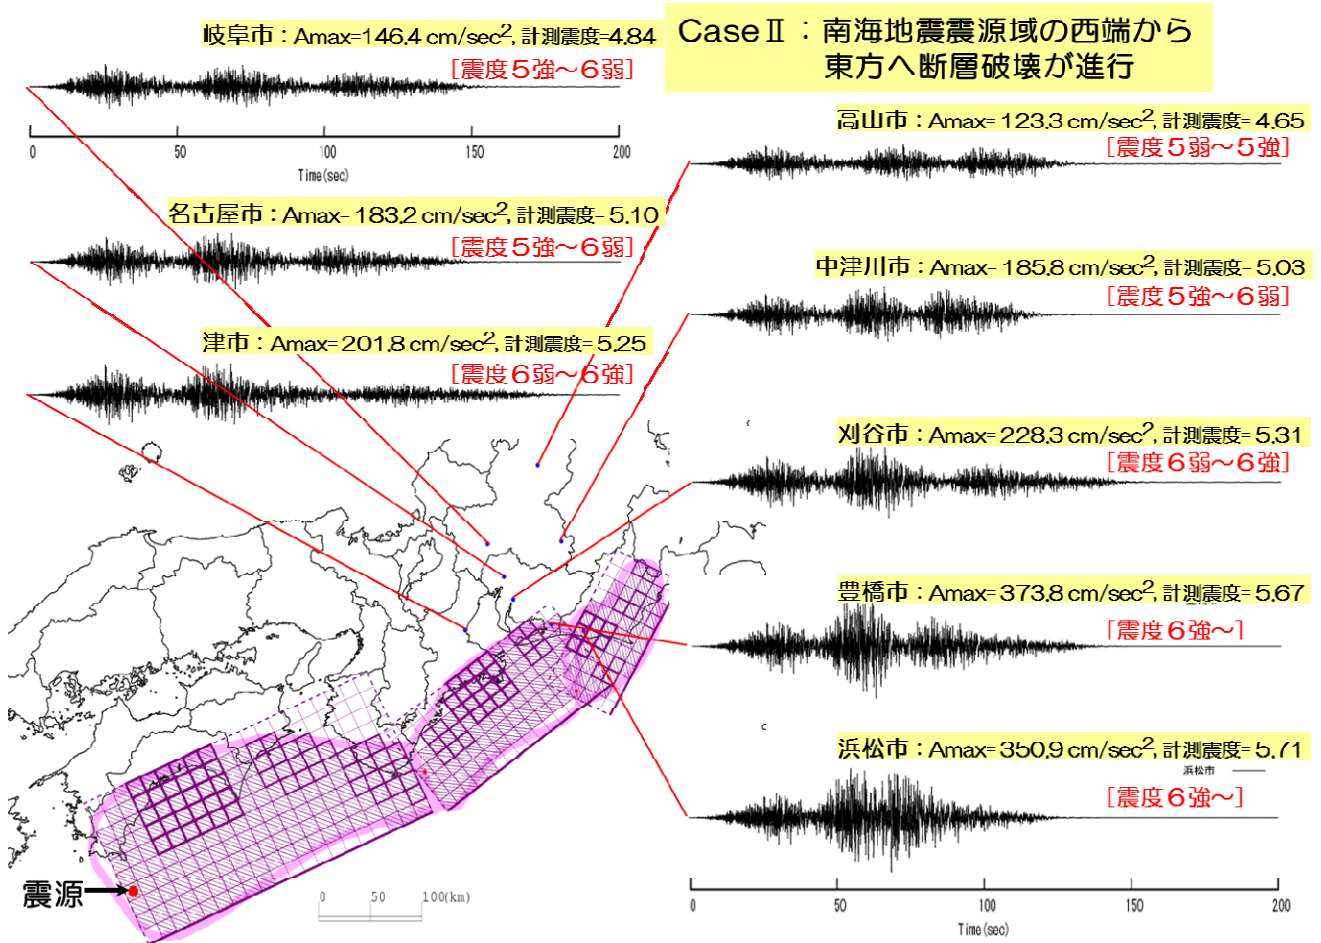 CaseⅡ：南海地震震源域の西端から
東方へ断層破壊が進行
岐阜市：Amax=146.4 cm/sec², 計測震度=4.84
[震度5強～6弱]
0 50 100 150 200
Time(sec)
名古屋市：Amax- 183.2 cm/sec², 計測震度- 5.10
[震度5強～6弱]
津市：Amax=201.8 cm/sec², 計測震度=5.25
[震度6弱～6強]
高山市：Amax=123.3 cm/sec², 計測震度=4.65
[震度5弱～5強]
中津川市：Amax- 185.8 cm/sec², 計測震度- 5.03
[震度5強～6弱]
刈谷市：Amax=228.3 cm/sec², 計測震度=5.31
[震度6弱～6強]
豊橋市：Amax=373.8 cm/sec², 計測震度=5.67
[震度6強～]
浜松市：Amax=350.9 cm/sec², 計測震度=5.71
浜松市
[震度6強～]
0 50 100 150 200
Time(sec)
震源
0 50 100(km)